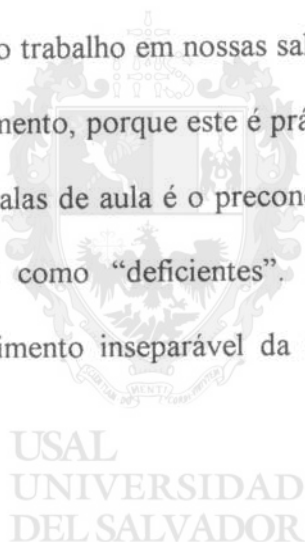 o trabalho em nossas sal
mento, porque este é prá
alas de aula é o precon
como “deficientes”.
imento inseparável da
USAL
UNIVERSIDAD
DEL SALVADOR